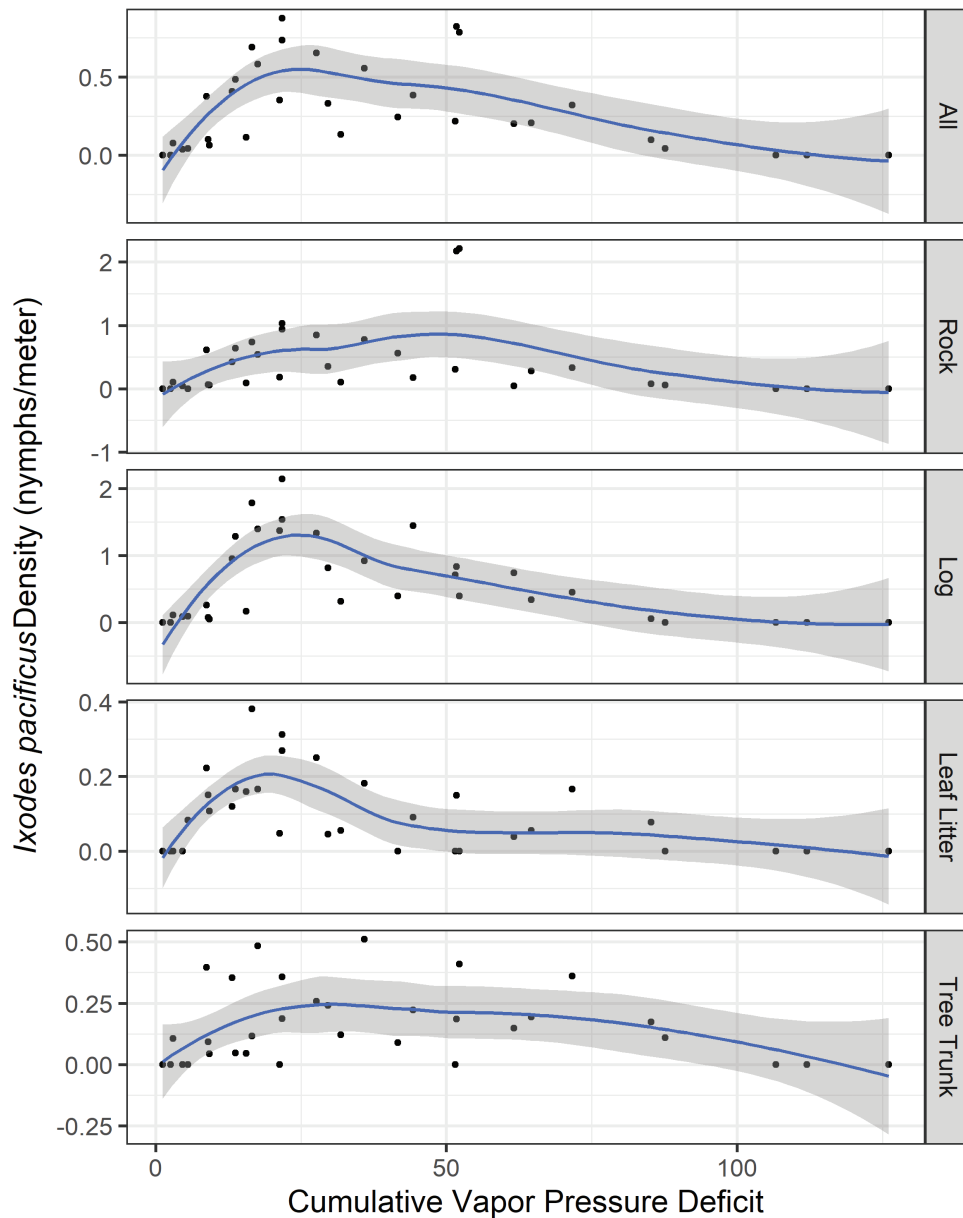 Ixodes pacificusDensity (nymphs/meter)
0.5
0.0
All
2
1
0
-1
Rock
2
1
0
Log
0.4
0.2
0.0
Leaf Litter
0.50
0.25
0.00
-0.25
Tree Trunk
0 50 100
Cumulative Vapor Pressure Deficit